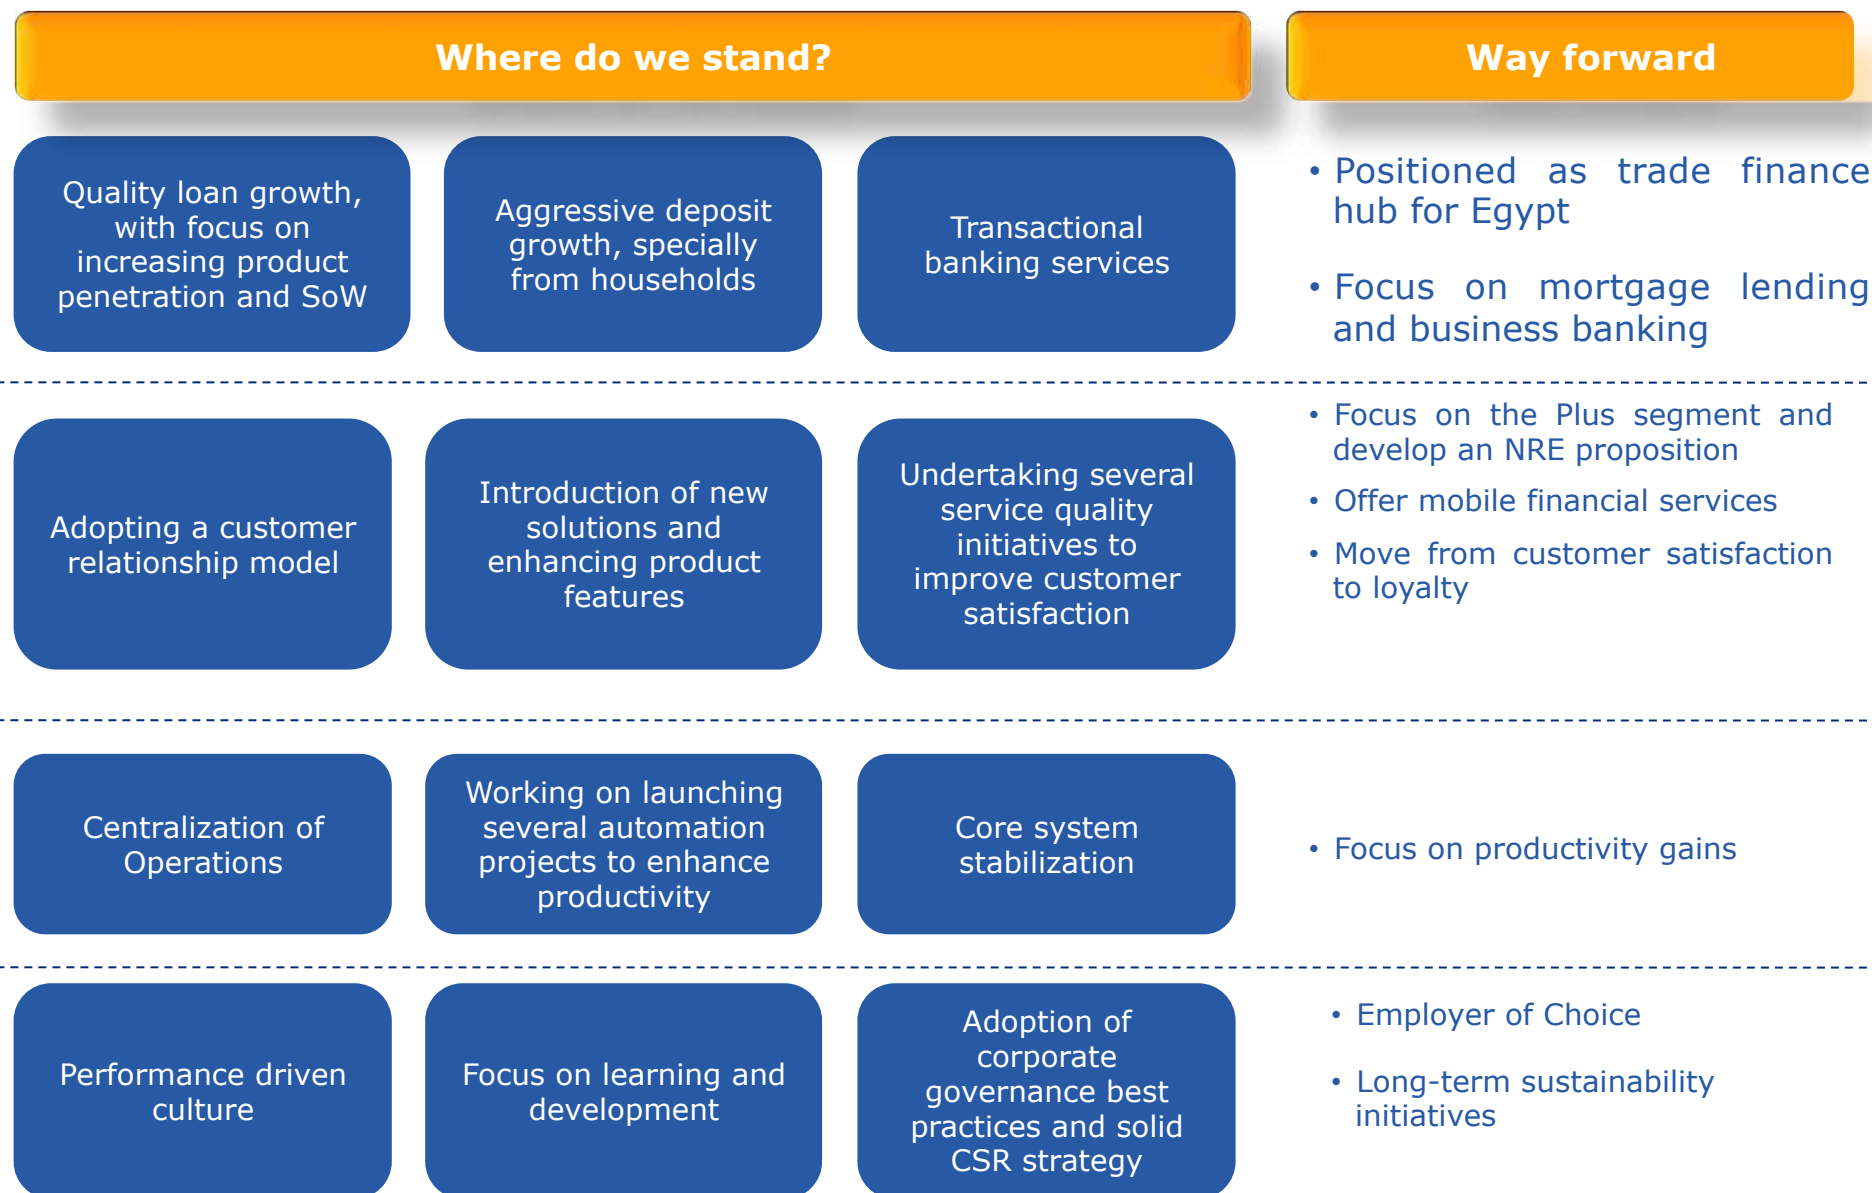 Where do we stand?
Way forward
Quality loan growth,
with focus on
increasing product
penetration and SoW
Aggressive deposit
growth, specially
from households
Transactional
banking services
• Positioned as trade finance
hub for Egypt
• Focus on mortgage lending
and business banking
Adopting a customer
relationship model
Introduction of new
solutions and
enhancing product
features
Undertaking several
service quality
initiatives to
improve customer
satisfaction
• Focus on the Plus segment and
develop an NRE proposition
• Offer mobile financial services
• Move from customer satisfaction
to loyalty
Centralization of
Operations
Working on launching
several automation
projects to enhance
productivity
Core system
stabilization
• Focus on productivity gains
Performance driven
culture
Focus on learning and
development
Adoption of
corporate
governance best
practices and solid
CSR strategy
• Employer of Choice
• Long-term sustainability
initiatives